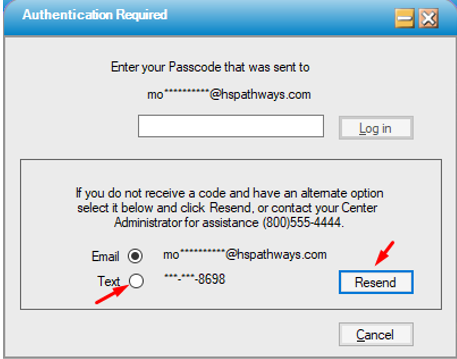 Authentication Required
Enter your Passcode that was sent to
mo**********@hspathways.com
Log in
If you do not receive a code and have an alternate option
select it below and click Resend, or contact your Center
Administrator for assistance (800)555-4444.
Email mo**********@hspathways.com
Text ***-***-8698
Resend
Cancel